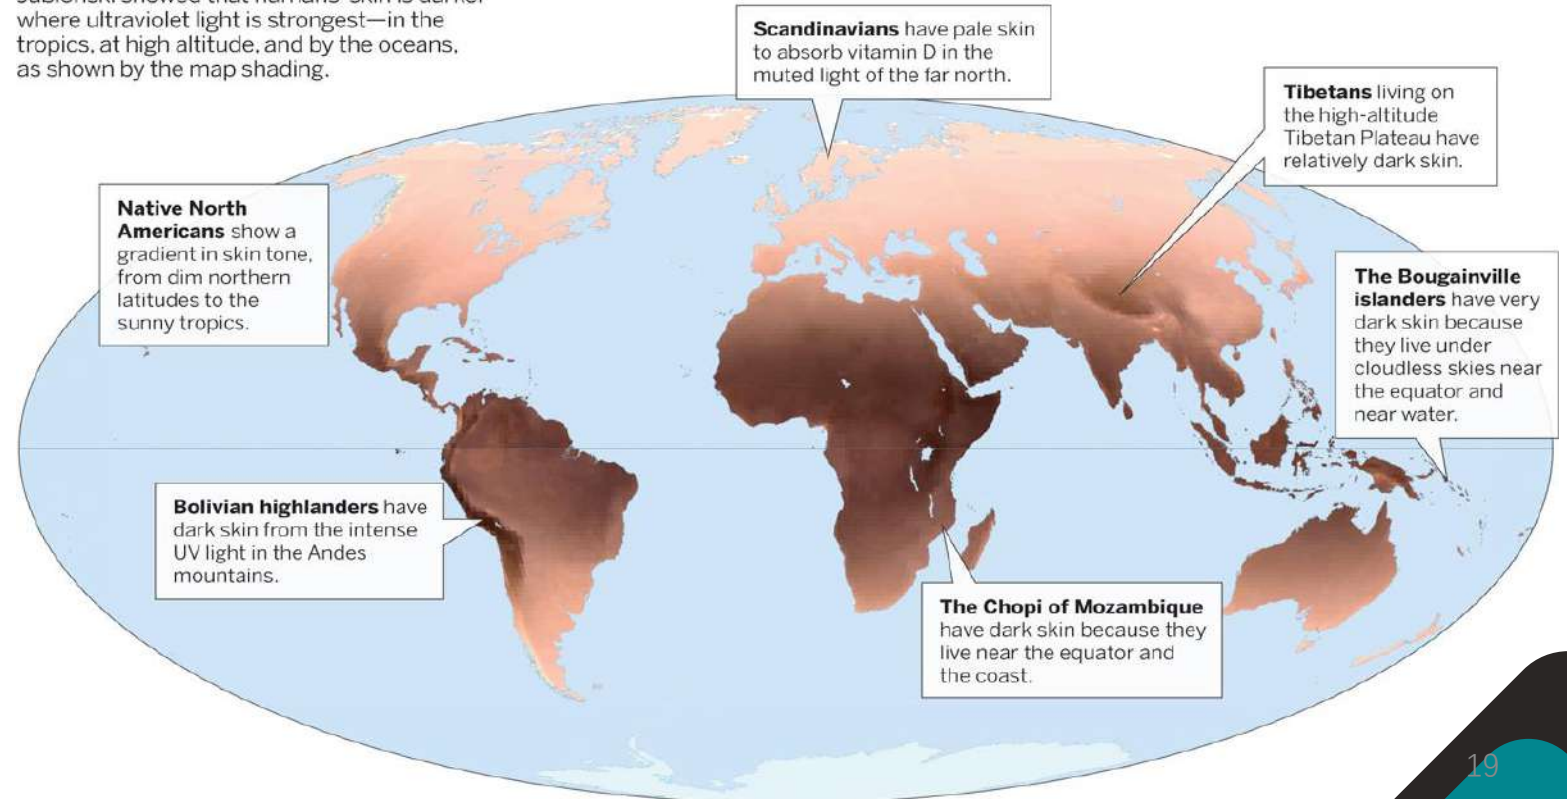 where ultraviolet light is strongest—in the
tropics, at high altitude, and by the oceans,
as shown by the map shading.
Scandinavians have pale skin
to absorb vitamin D in the
muted light of the far north.
Tibetans living on
the high-altitude
Tibetan Plateau have
relatively dark skin.
Native North
Americans show a
gradient in skin tone,
from dim northern
latitudes to the
sunny tropics.
The Bougainville
islanders have very
dark skin because
they live under
cloudless skies near
the equator and
near water.
Bolivian highlanders have
dark skin from the intense
UV light in the Andes
mountains.
The Chopi of Mozambique
have dark skin because they
live near the equator and
the coast.
19